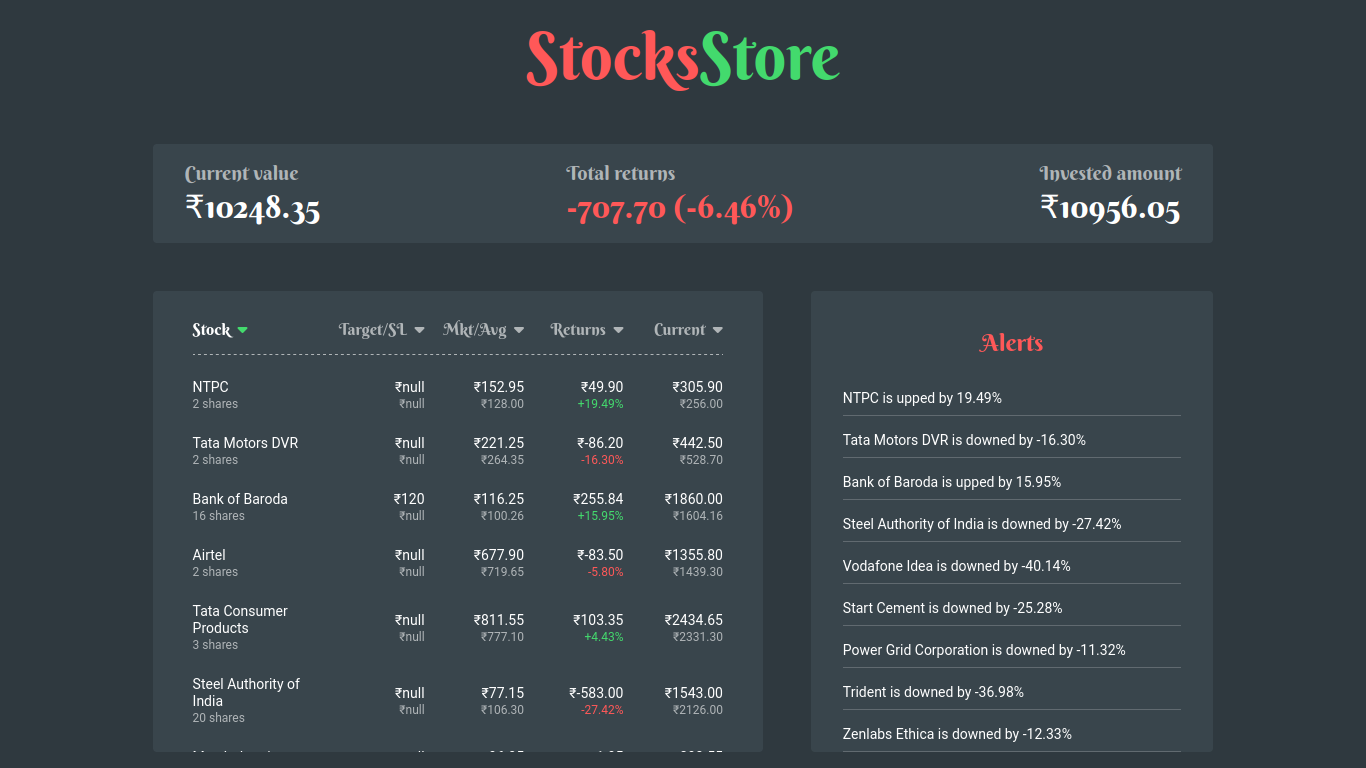 StocksStore
Current value Total returns Invested amount
₹10248.35 -707.70 (-6.46%) ₹10956.05
Stock Target/SL Mkt/Avg Returns Current
NTPC ₹null ₹152.95 ₹49.90 ₹305.90
2 shares ₹null ₹128.00 +19.49% ₹256.00
Tata Motors DVR ₹null ₹221.25 ₹-86.20 ₹442.50
2 shares ₹null ₹264.35 -16.30% ₹528.70
Bank of Baroda ₹120 ₹116.25 ₹255.84 ₹1860.00
16 shares ₹null ₹100.26 +15.95% ₹1604.16
Airtel ₹null ₹677.90 ₹-83.50 ₹1355.80
2 shares ₹null ₹719.65 -5.80% ₹1439.30
Tata Consumer
Products
3 shares
₹null ₹811.55 ₹103.35 ₹2434.65
₹null ₹777.10 +4.43% ₹2331.30
Steel Authority of
India
20 shares
₹null ₹77.15 ₹-583.00 ₹1543.00
₹null ₹106.30 -27.42% ₹2126.00
Alerts
NTPC is upped by 19.49%
Tata Motors DVR is downed by -16.30%
Bank of Baroda is upped by 15.95%
Steel Authority of India is downed by -27.42%
Vodafone Idea is downed by -40.14%
Start Cement is downed by -25.28%
Power Grid Corporation is downed by -11.32%
Trident is downed by -36.98%
Zenlabs Ethica is downed by -12.33%